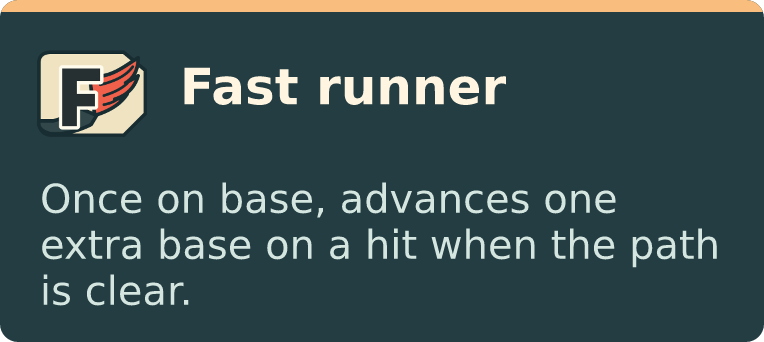 F
Fast runner
Once on base, advances one
extra base on a hit when the path
is clear.